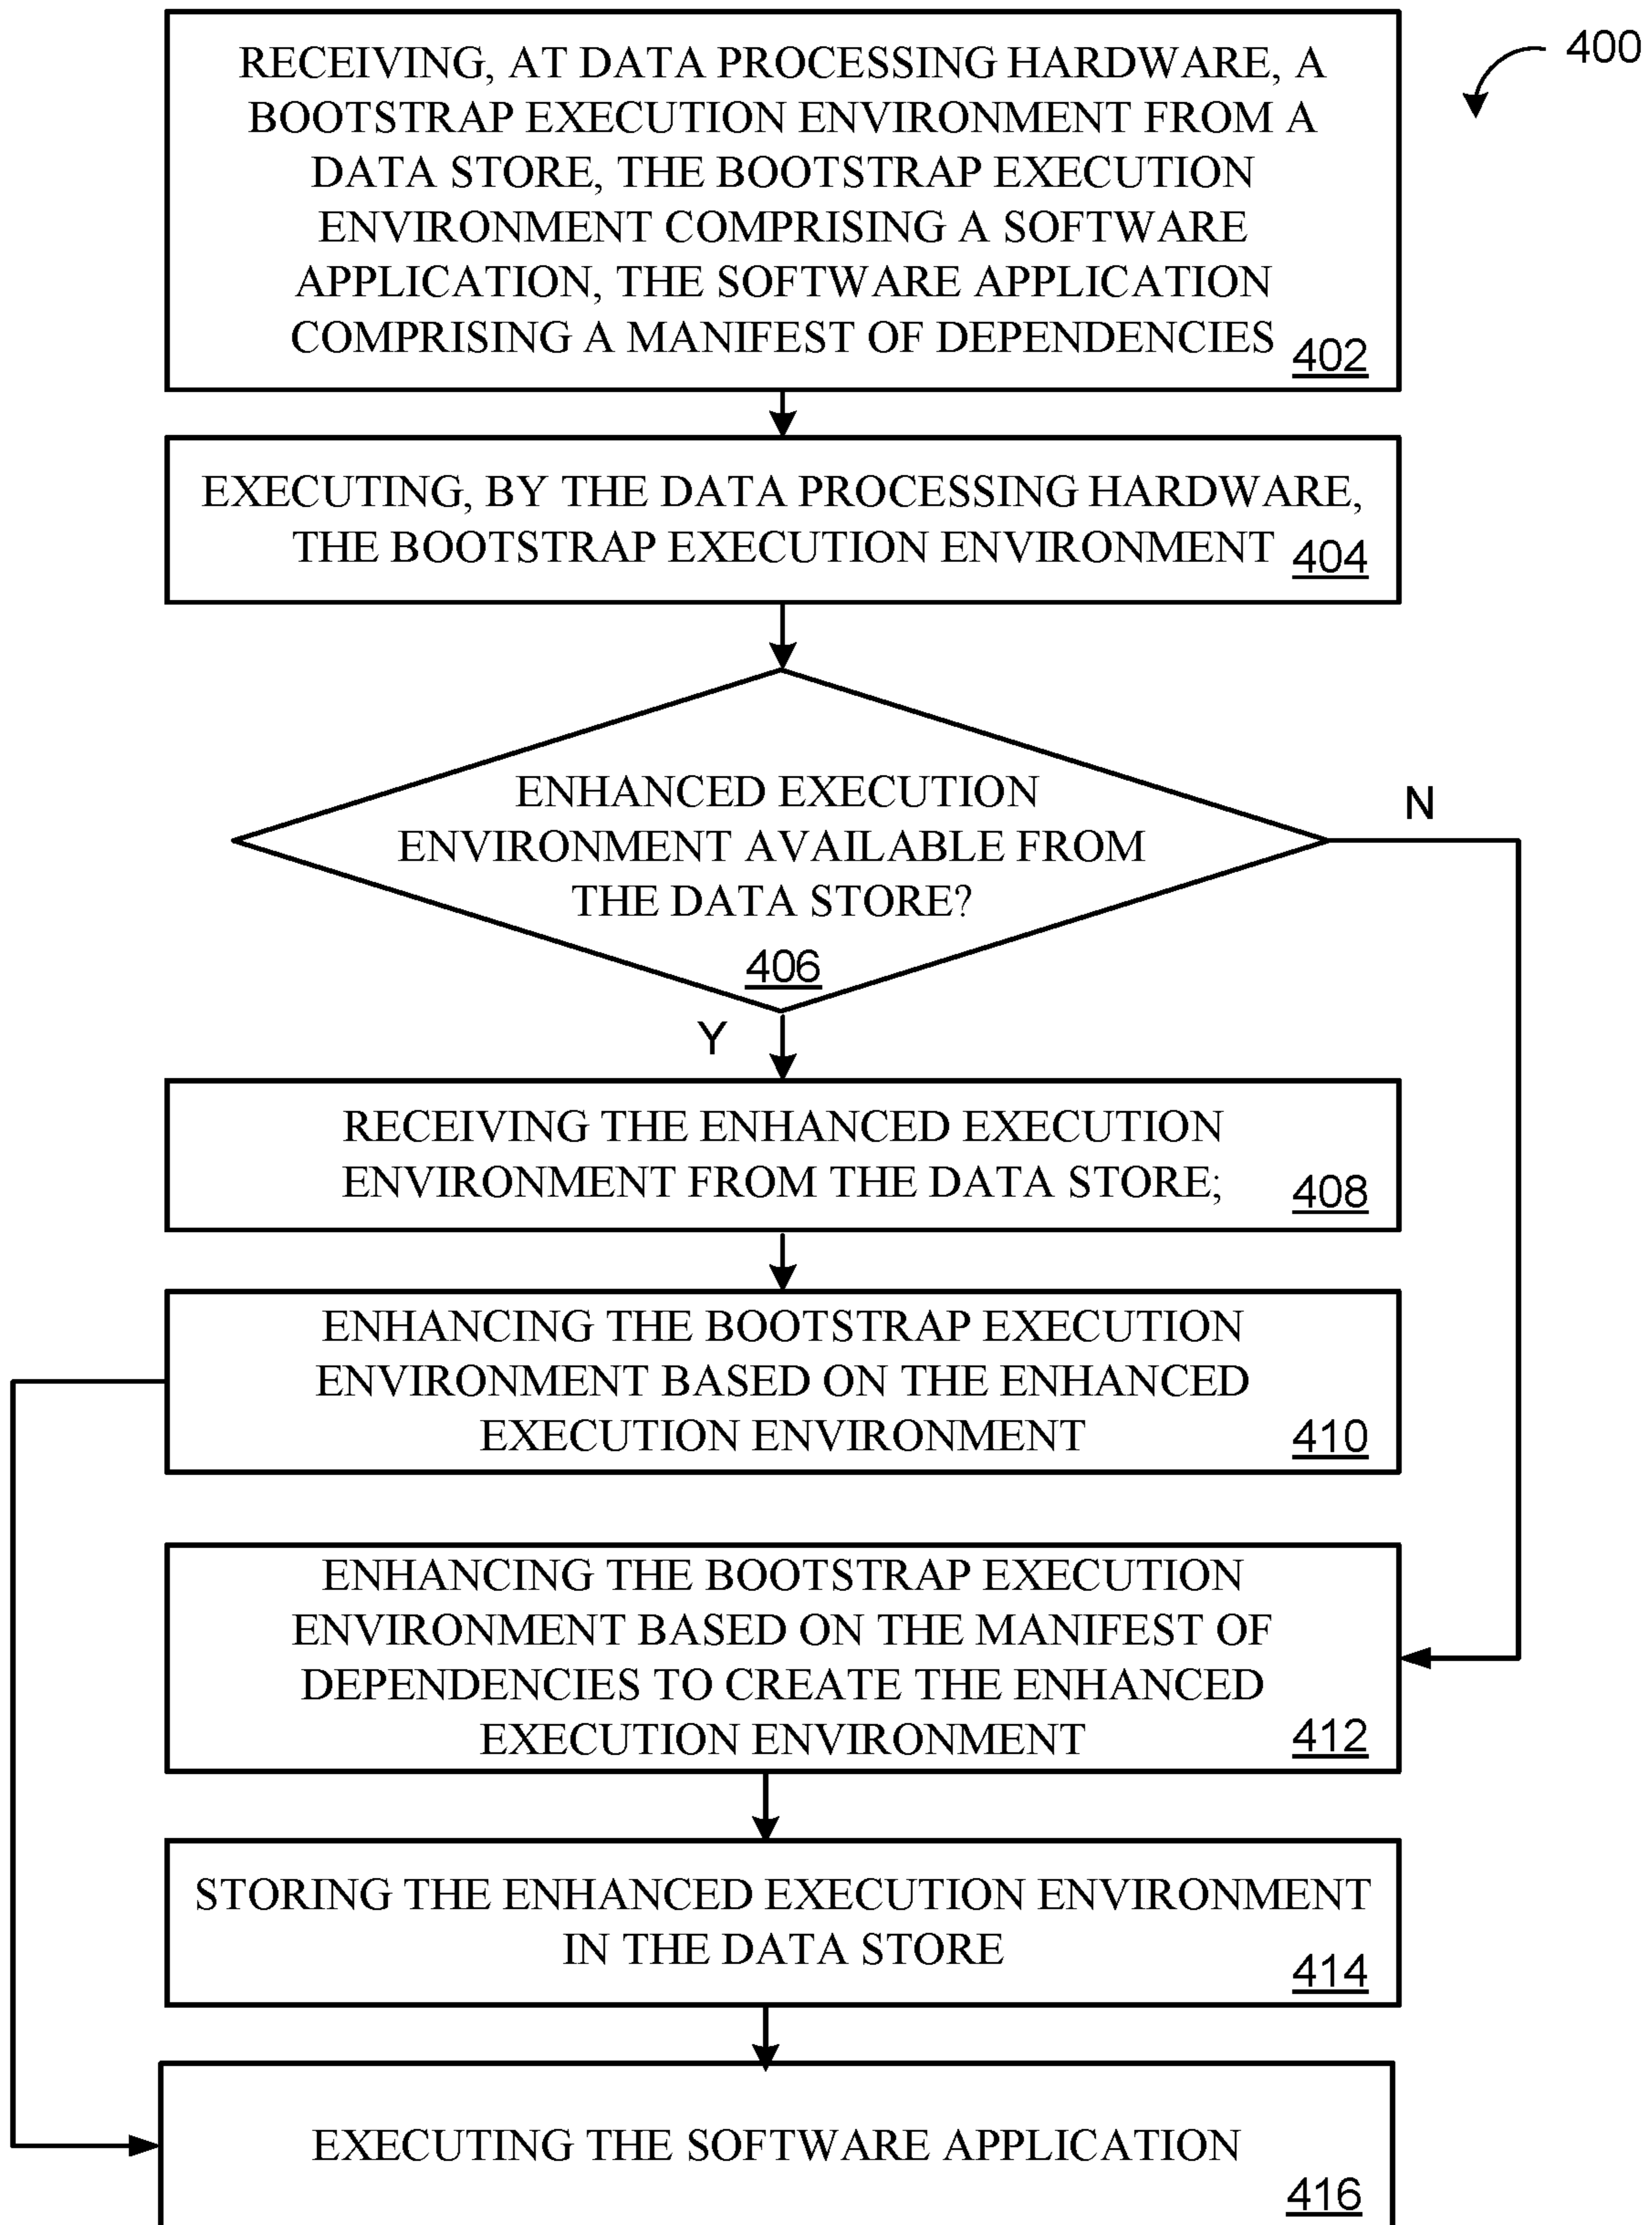 400
RECEIVING, AT DATA PROCESSING HARDWARE, A
BOOTSTRAP EXECUTION ENVIRONMENT FROM A
DATA STORE, THE BOOTSTRAP EXECUTION
ENVIRONMENT COMPRISING A SOFTWARE
APPLICATION, THE SOFTWARE APPLICATION
COMPRISING A MANIFEST OF DEPENDENCIES
402
EXECUTING, BY THE DATA PROCESSING HARDWARE,
THE BOOTSTRAP EXECUTION ENVIRONMENT
404
ENHANCED EXECUTION
ENVIRONMENT AVAILABLE FROM
THE DATA STORE?
406
N
Y
RECEIVING THE ENHANCED EXECUTION
ENVIRONMENT FROM THE DATA STORE;
408
ENHANCING THE BOOTSTRAP EXECUTION
ENVIRONMENT BASED ON THE ENHANCED
EXECUTION ENVIRONMENT
410
ENHANCING THE BOOTSTRAP EXECUTION
ENVIRONMENT BASED ON THE MANIFEST OF
DEPENDENCIES TO CREATE THE ENHANCED
EXECUTION ENVIRONMENT
412
STORING THE ENHANCED EXECUTION ENVIRONMENT
IN THE DATA STORE
414
EXECUTING THE SOFTWARE APPLICATION
416